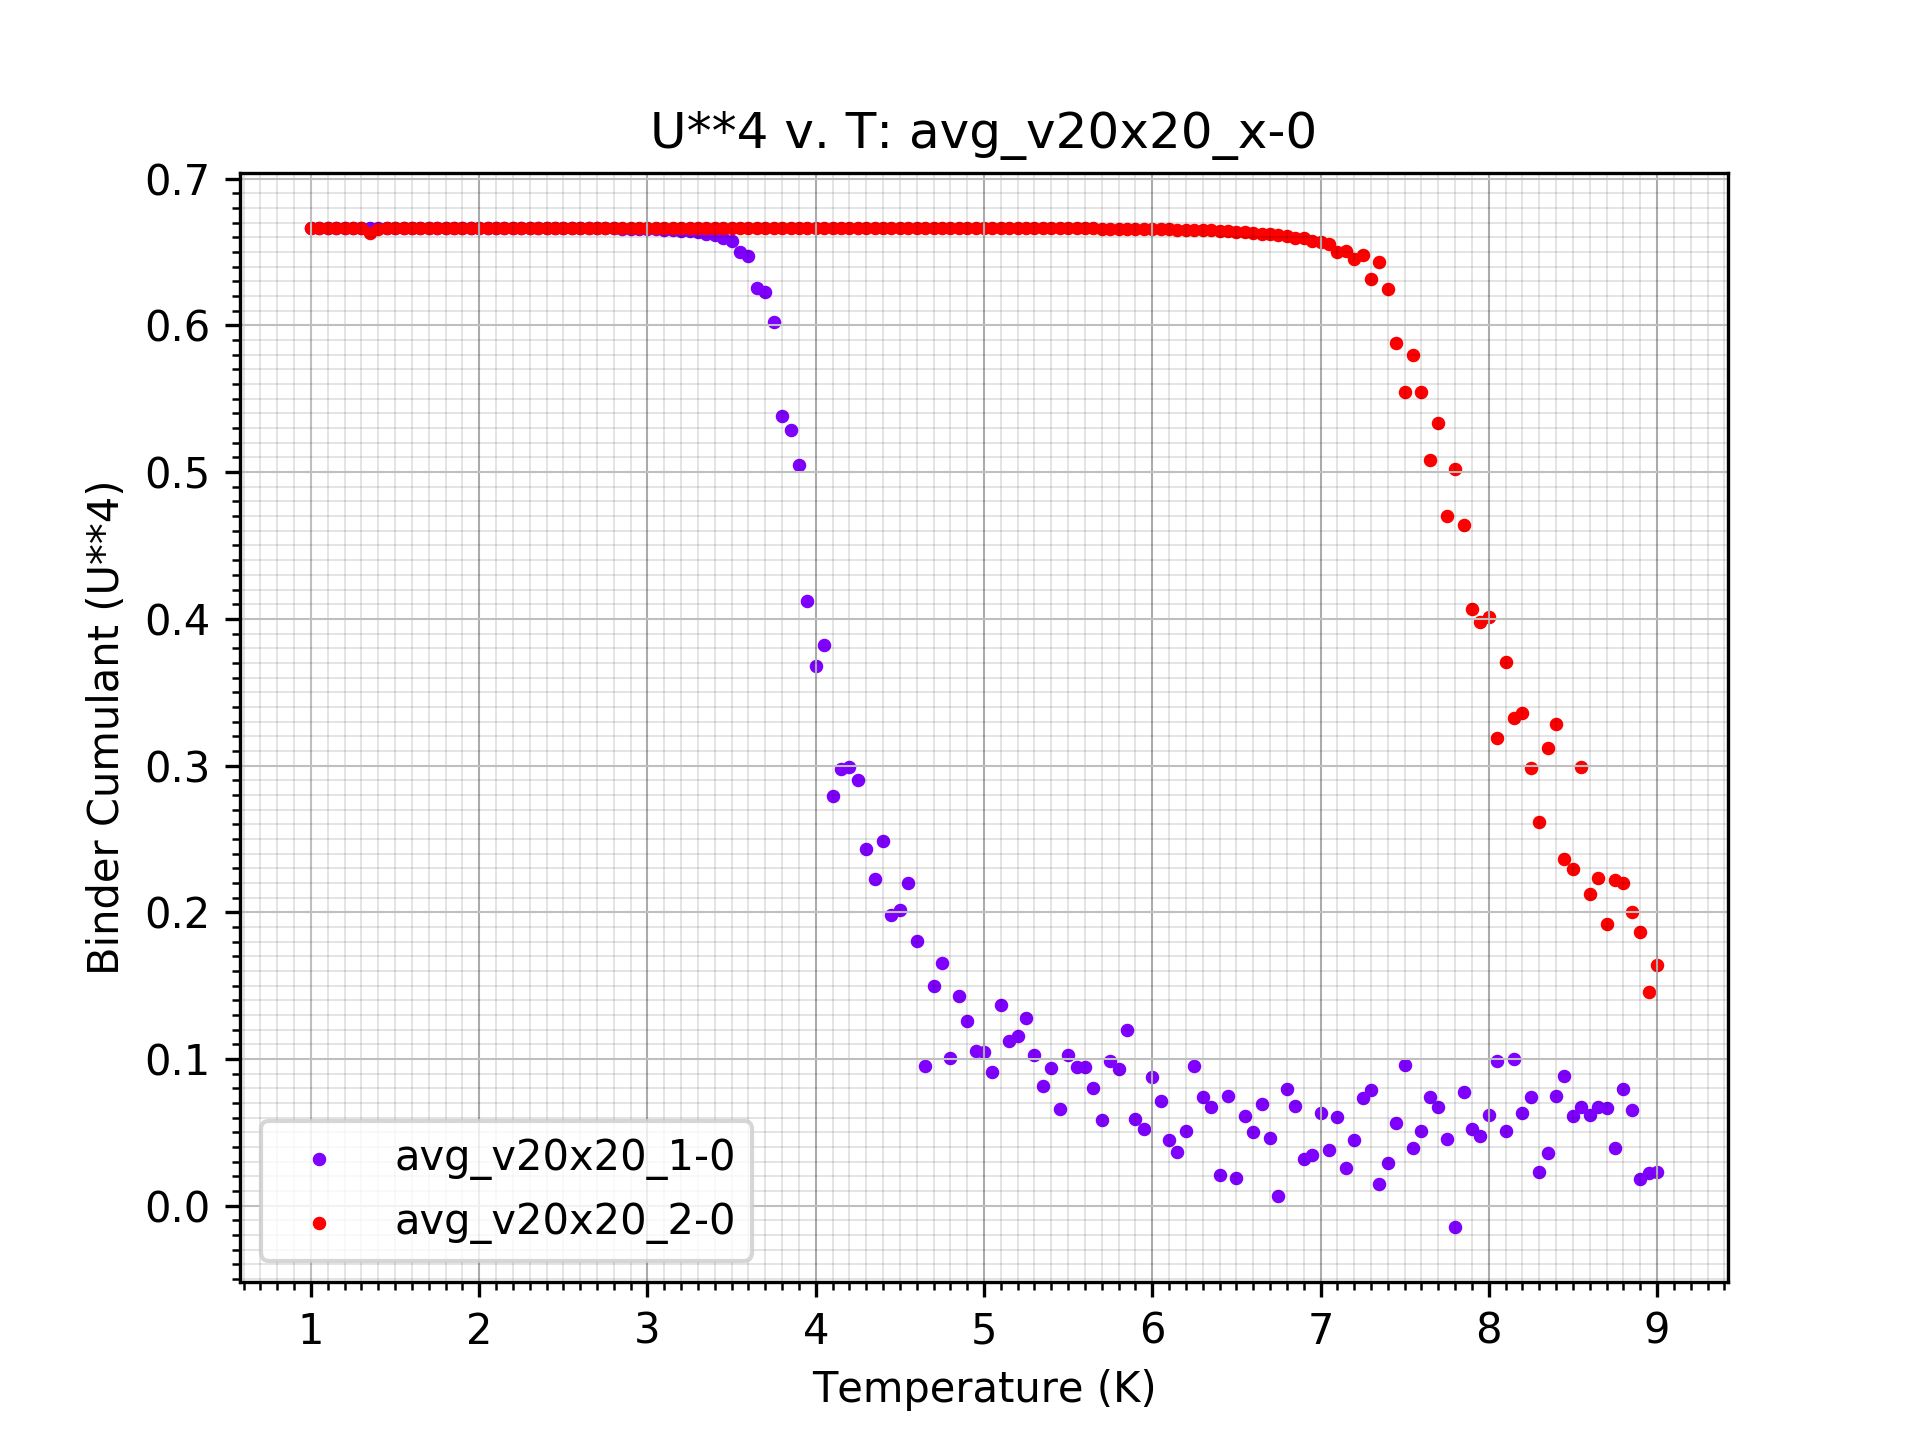 U**4 v. T: avg_v20x20_x-0
Binder Cumulant (U**4)
0.7
0.6
0.5
0.4
0.3
0.2
0.1
0.0
avg_v20x20_1-0
avg_v20x20_2-0
1 2 3 4 5 6 7 8 9
Temperature (K)